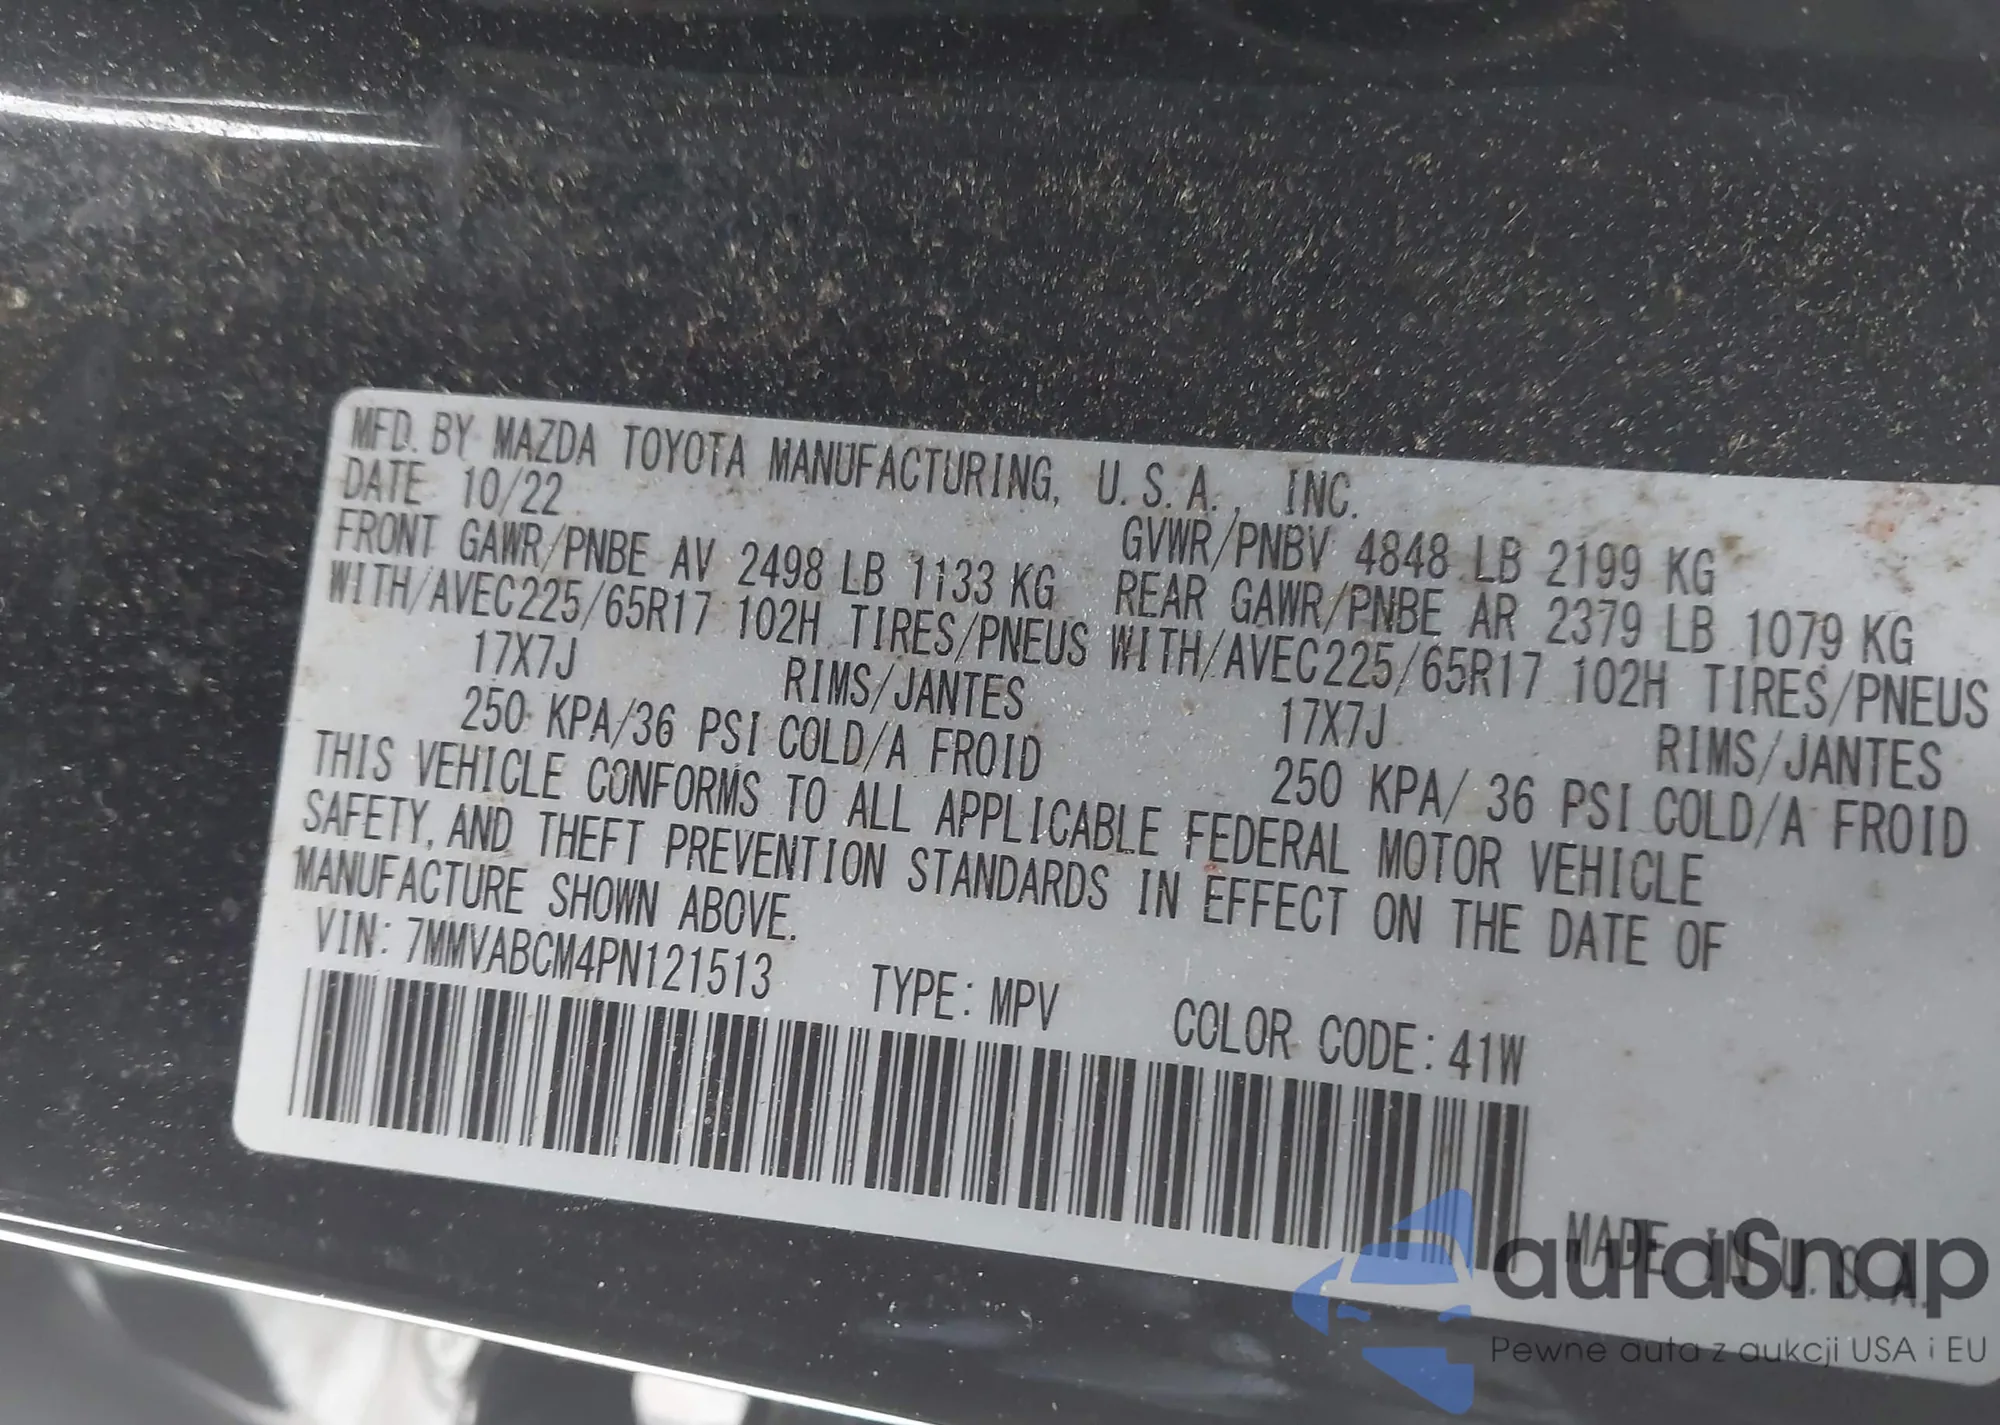 MFD. BY MAZDA TOYOTA MANUFACTURING, U.S.A., INC.
DATE 10/22 GVWR/PNBV 4848 LB 2199 KG
FRONT GAWR/PNBE AV 2498 LB 1133 KG REAR GAWR/PNBE AR 2379 LB 1079 KG
WITH/AVEC225/65R17 102H TIRES/PNEUS WITH/AVEC225/65R17 102H TIRES/PNEUS
17X7J RIMS/JANTES 17X7J RIMS/JANTES
250 KPA/36 PSI COLD/A FROID 250 KPA/ 36 PSI COLD/A FROID
THIS VEHICLE CONFORMS TO ALL APPLICABLE FEDERAL MOTOR VEHICLE
SAFETY, AND THEFT PREVENTION STANDARDS IN EFFECT ON THE DATE OF
MANUFACTURE SHOWN ABOVE.
VIN: 7MMVABCM4PN121513 TYPE: MPV COLOR CODE: 41W
MADE IN U.S.A.
autaSnap
Pewne auta z aukcji USA i EU